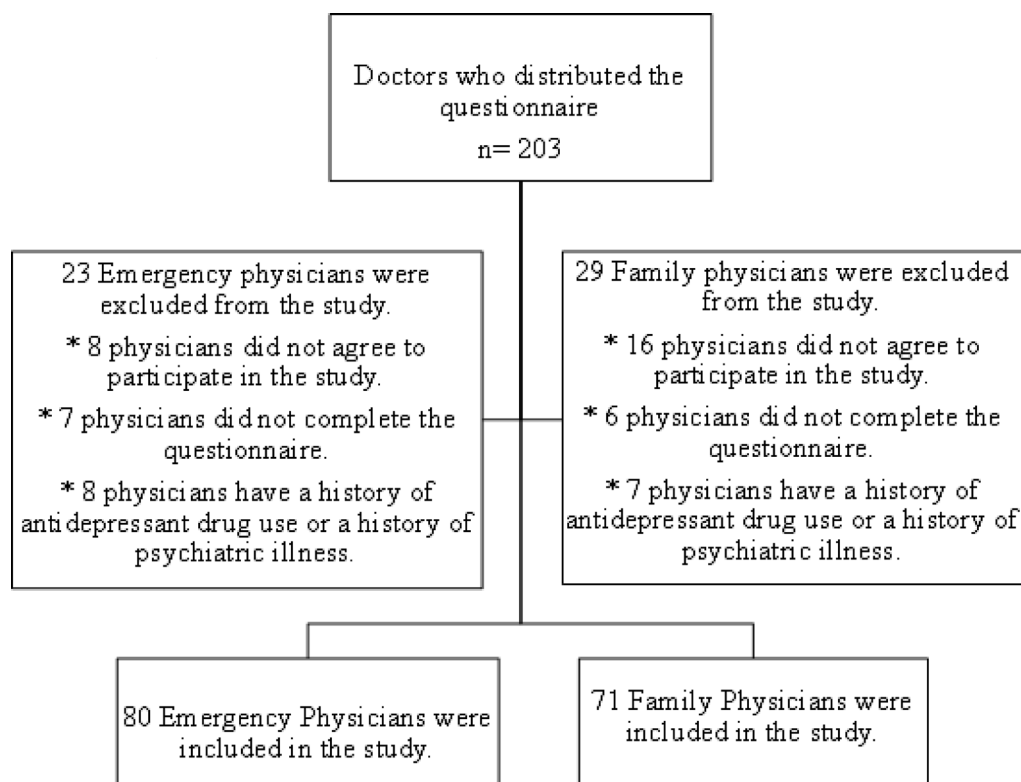 Doctors who distributed the
questionnaire
n= 203
23 Emergency physicians were
excluded from the study.
* 8 physicians did not agree to
participate in the study.
* 7 physicians did not complete the
questionnaire.
* 8 physicians have a history of
antidepressant drug use or a history of
psychiatric illness.
29 Family physicians were excluded
from the study.
* 16 physicians did not agree to
participate in the study.
* 6 physicians did not complete the
questionnaire.
* 7 physicians have a history of
antidepressant drug use or a history of
psychiatric illness.
80 Emergency Physicians were
included in the study.
71 Family Physicians were
included in the study.